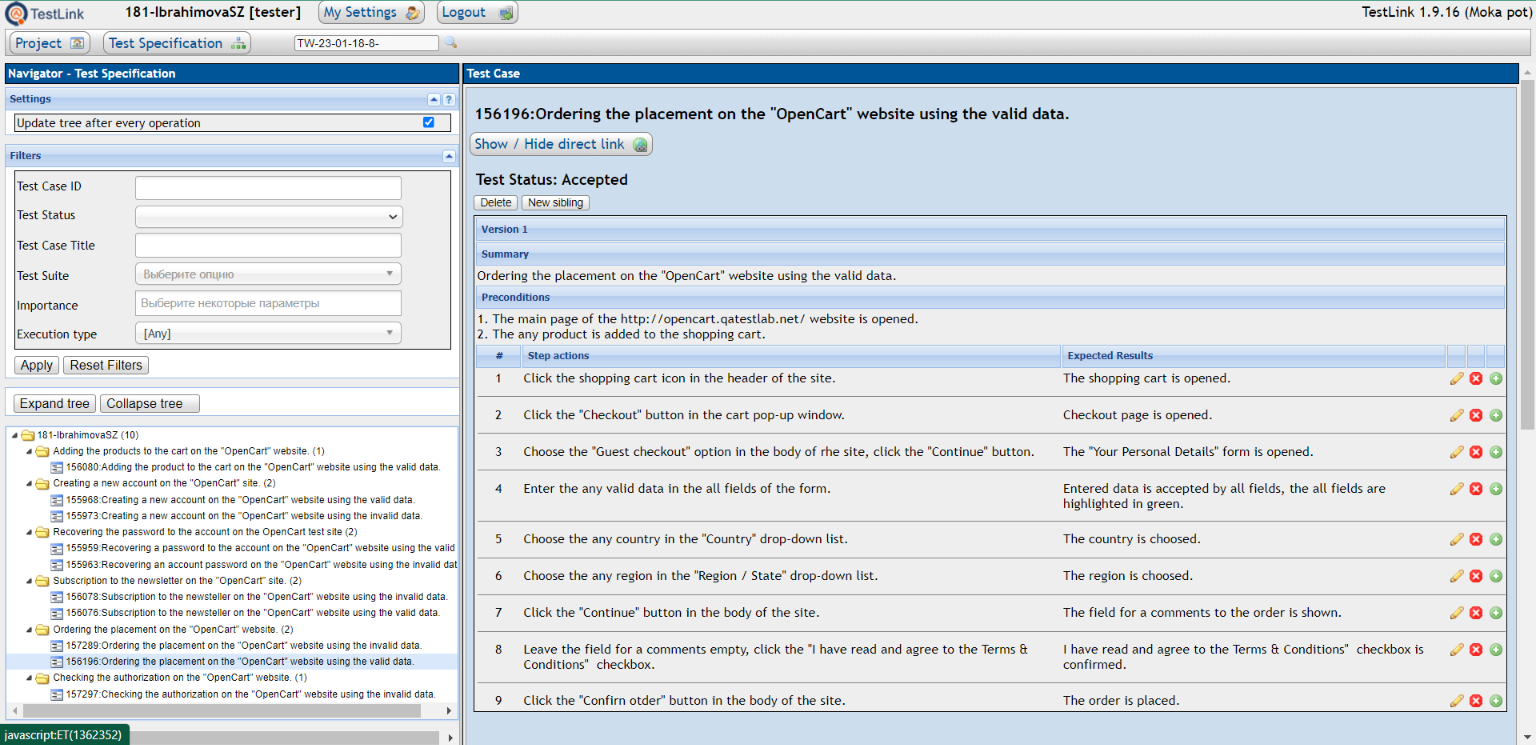 TestLink
181-IbrahimovaSZ [tester]
My Settings
Logout
TestLink 1.9.16 (Moka pot)
Project
Test Specification
TW-23-01-18-8-
Navigator - Test Specification
Settings
?
Update tree after every operation
Filters
Test Case ID
Test Status
Test Case Title
Test Suite
Выберите опцию
Importance
Выберите некоторые параметры
Execution type
[Any]
Apply
Reset Filters
Expand tree
Collapse tree
181-IbrahimovaSZ (10)
Adding the products to the cart on the "OpenCart" website. (1)
156080:Adding the product to the cart on the "OpenCart" website using the valid data.
Creating a new account on the "OpenCart" site. (2)
155968:Creating a new account on the "OpenCart" website using the valid data.
155973:Creating a new account on the "OpenCart" website using the invalid data.
Recovering the password to the account on the OpenCart test site (2)
155959:Recovering a password to the account on the "OpenCart" website using the valid
155963:Recovering an account password on the "OpenCart" website using the invalid dat
Subscription to the newsletter on the "OpenCart" site. (2)
156078:Subscription to the newsteller on the "OpenCart" website using the invalid data.
156076:Subscription to the newsteller on the "OpenCart" website using the valid data.
Ordering the placement on the "OpenCart" website. (2)
157289:Ordering the placement on the "OpenCart" website using the invalid data.
156196:Ordering the placement on the "OpenCart" website using the valid data.
Checking the authorization on the "OpenCart" website. (1)
157297:Checking the authorization on the "OpenCart" website using the invalid data.
javascript:ET(1362352)
Test Case
156196:Ordering the placement on the "OpenCart" website using the valid data.
Show / Hide direct link
Test Status: Accepted
Delete
New sibling
Version 1
Summary
Ordering the placement on the "OpenCart" website using the valid data.
Preconditions
1. The main page of the http://opencart.qatestlab.net/ website is opened.
2. The any product is added to the shopping cart.
# Step actions Expected Results
1 Click the shopping cart icon in the header of the site. The shopping cart is opened.
2 Click the "Checkout" button in the cart pop-up window. Checkout page is opened.
3 Choose the "Guest checkout" option in the body of rhe site, click the "Continue" button. The "Your Personal Details" form is opened.
4 Enter the any valid data in the all fields of the form. Entered data is accepted by all fields, the all fields are
highlighted in green.
5 Choose the any country in the "Country" drop-down list. The country is choosed.
6 Choose the any region in the "Region / State" drop-down list. The region is choosed.
7 Click the "Continue" button in the body of the site. The field for a comments to the order is shown.
8 Leave the field for a comments empty, click the "I have read and agree to the Terms & I have read and agree to the Terms & Conditions" checkbox is
Conditions" checkbox. confirmed.
9 Click the "Confirn otder" button in the body of the site. The order is placed.